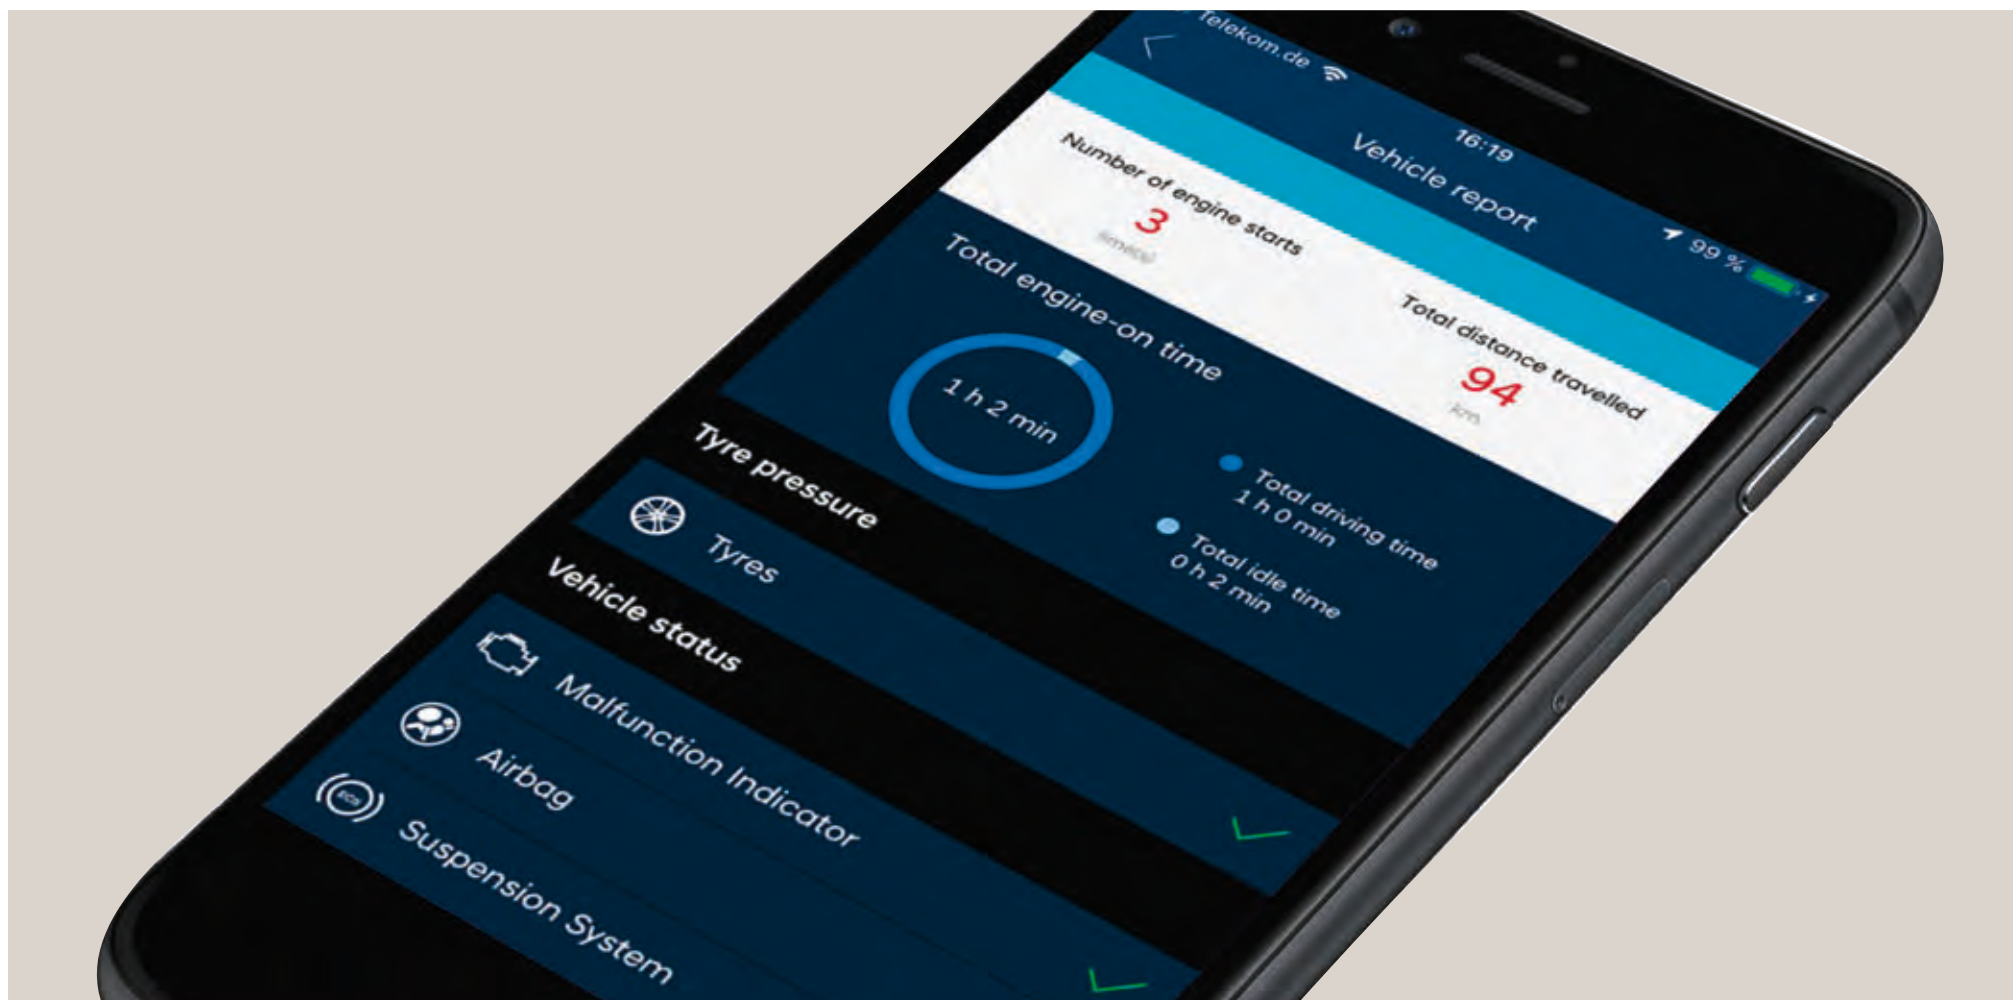 Telekom.de
16:19
99 %
Vehicle report
Number of engine starts
3
time(s)
Total distance travelled
94
km
Total engine-on time
1 h 2 min
Total driving time
1 h 0 min
Total idle time
0 h 2 min
Tyre pressure
Tyres
Vehicle status
Malfunction Indicator
Airbag
Suspension System